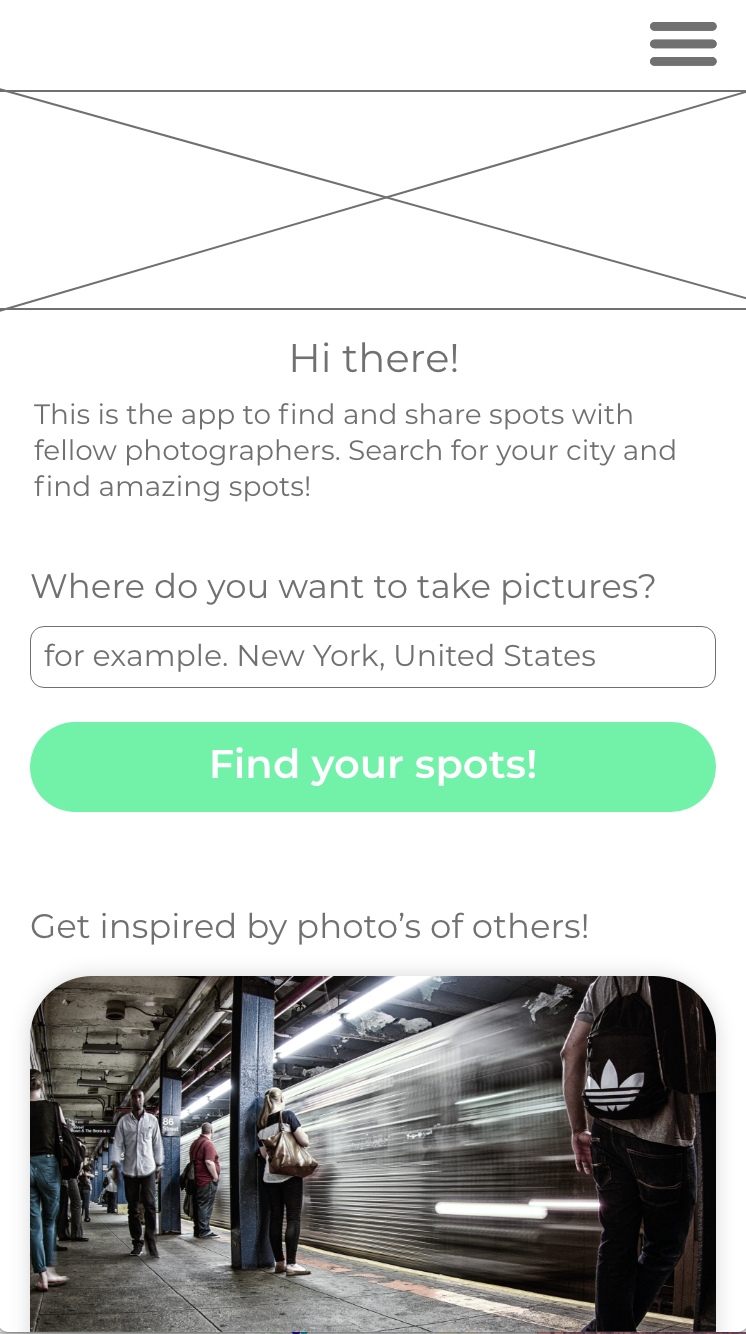 Hi there!
This is the app to find and share spots with
fellow photographers. Search for your city and
find amazing spots!
Where do you want to take pictures?
for example. New York, United States
Find your spots!
Get inspired by photo’s of others!
86
Street